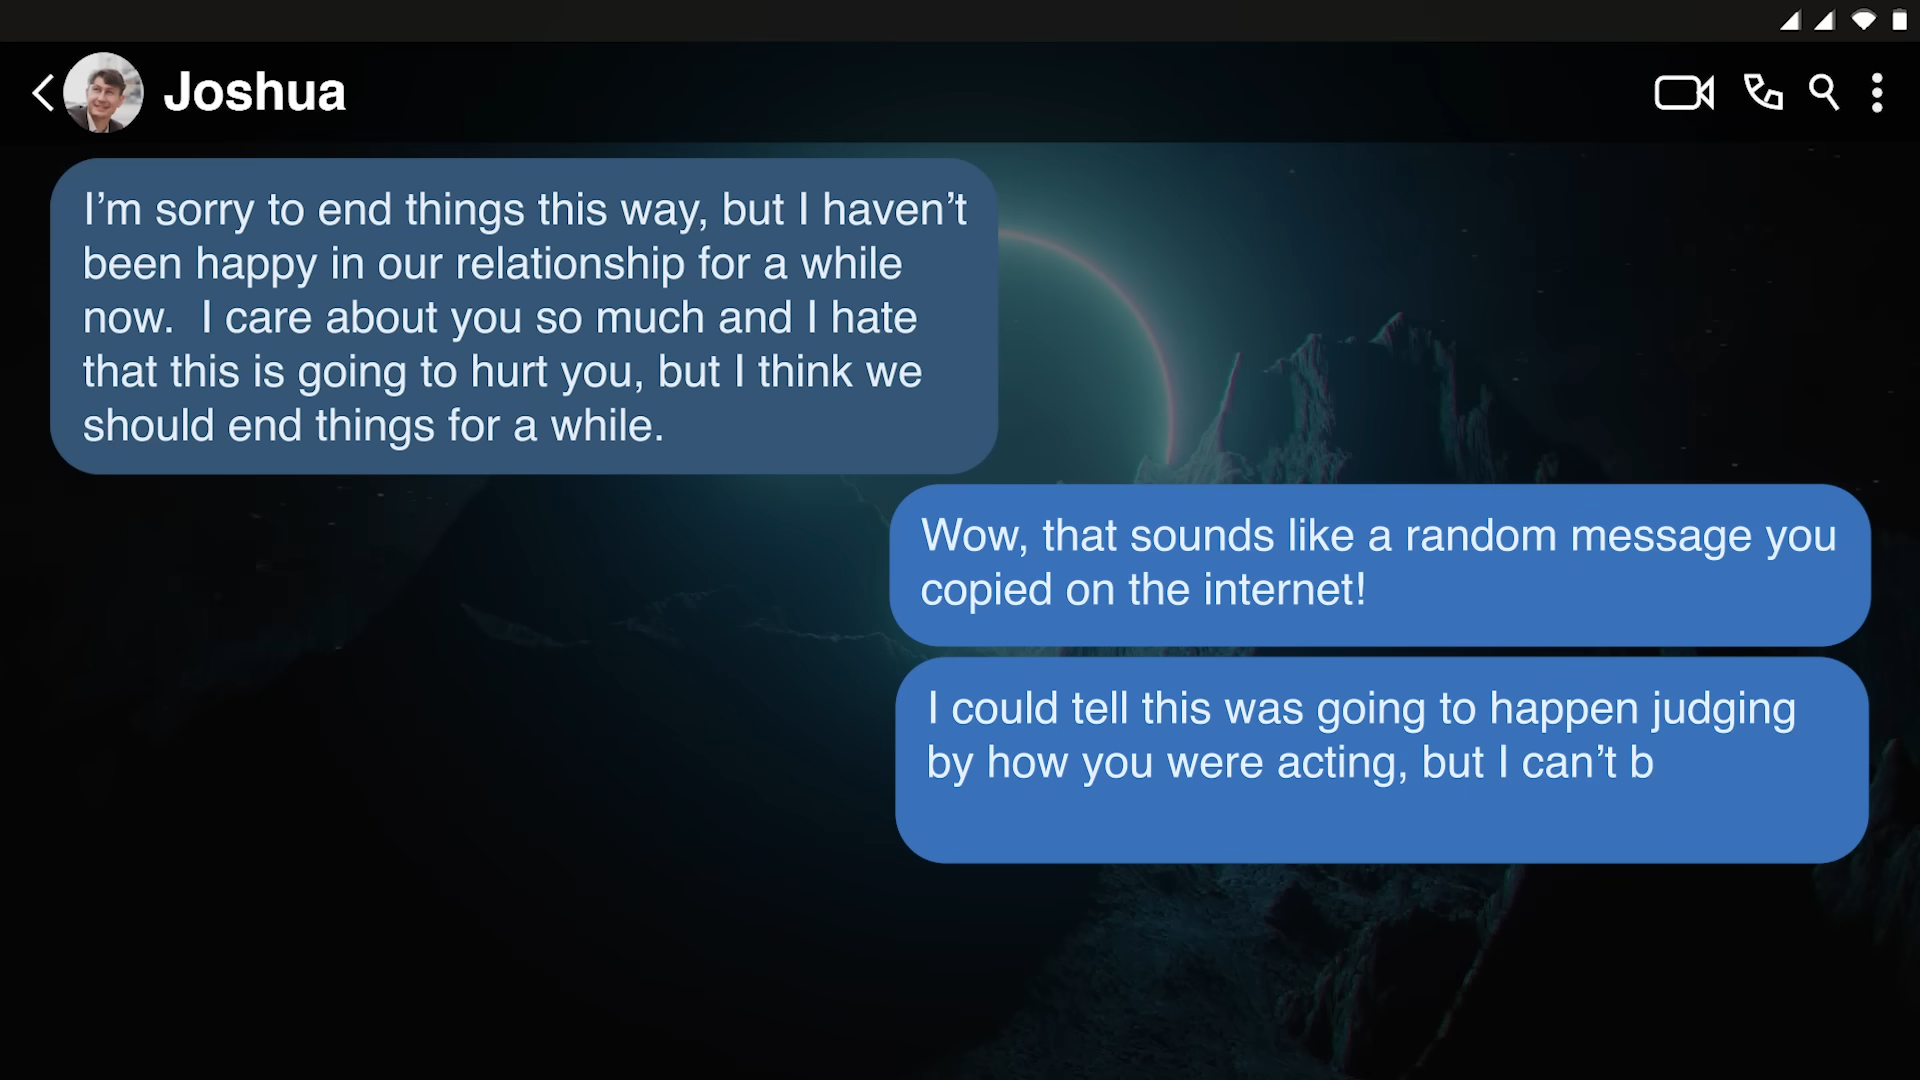 Joshua
I’m sorry to end things this way, but I haven’t
been happy in our relationship for a while
now.  I care about you so much and I hate
that this is going to hurt you, but I think we
should end things for a while.
Wow, that sounds like a random message you
copied on the internet!
I could tell this was going to happen judging
by how you were acting, but I can’t b